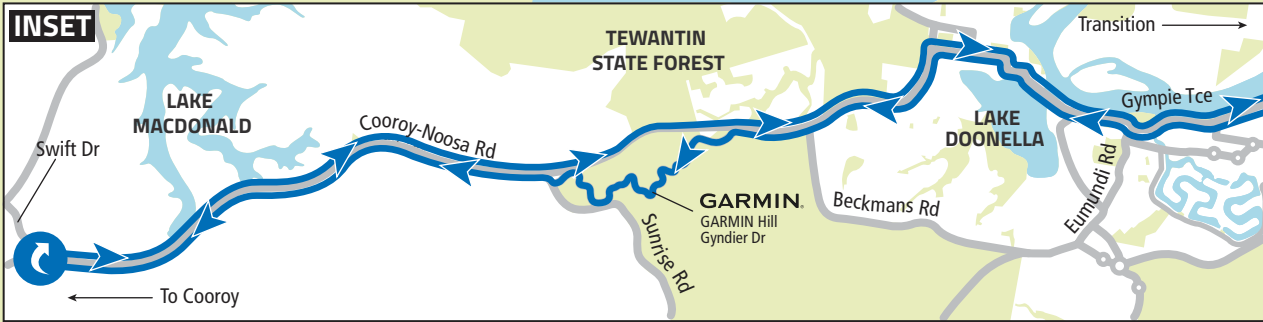 INSET
Transition
TEWANTIN
STATE FOREST
LAKE
MACDONALD
Gympie Tce
Cooroy-Noosa Rd
LAKE
DOONELLA
Swift Dr
GARMIN.
GARMIN Hill
Gyndier Dr
Beckmans Rd
Eumundi Rd
Sunrise Rd
To Cooroy